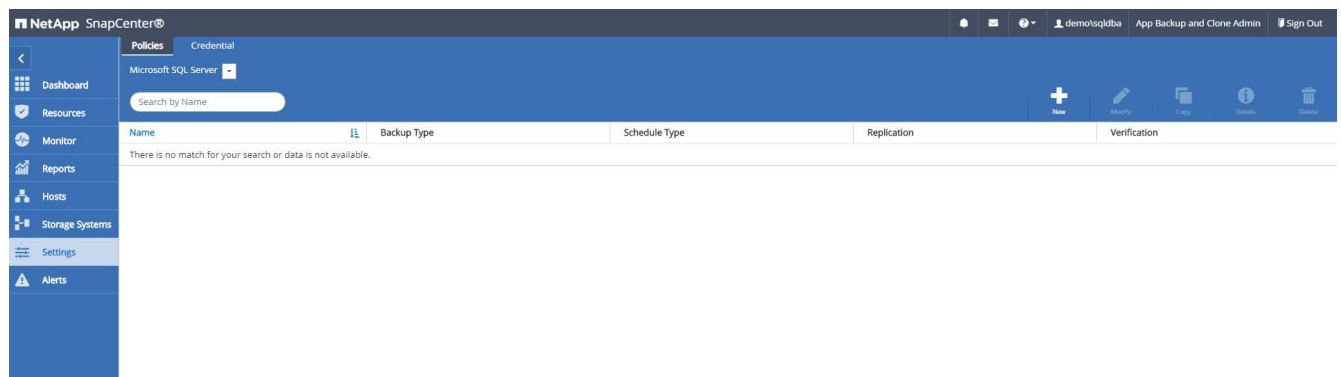 NetApp SnapCenter®
demo\sqldba App Backup and Clone Admin Sign Out
Policies Credential
Microsoft SQL Server
Search by Name
New Modify Copy Details Delete
Dashboard
Resources
Monitor
Reports
Hosts
Storage Systems
Settings
Alerts
Name Backup Type Schedule Type Replication Verification
There is no match for your search or data is not available.